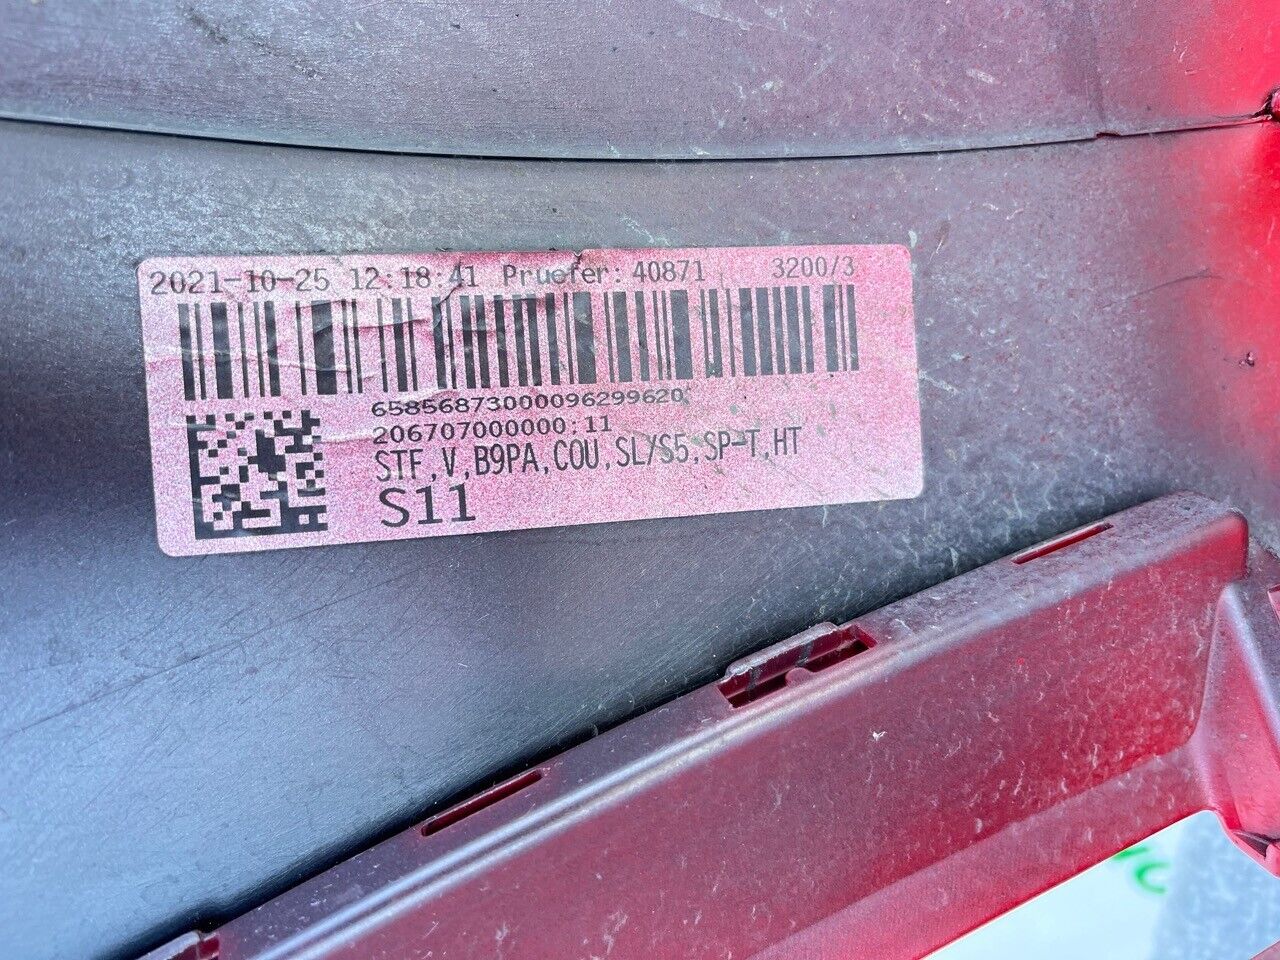 2021-10-25 12:18:41 Pruefer: 40871 3200/3
65856873000096299620
206707000000:11
STF,V,B9PA,COU,SL/S5,SP-T,HT
S11